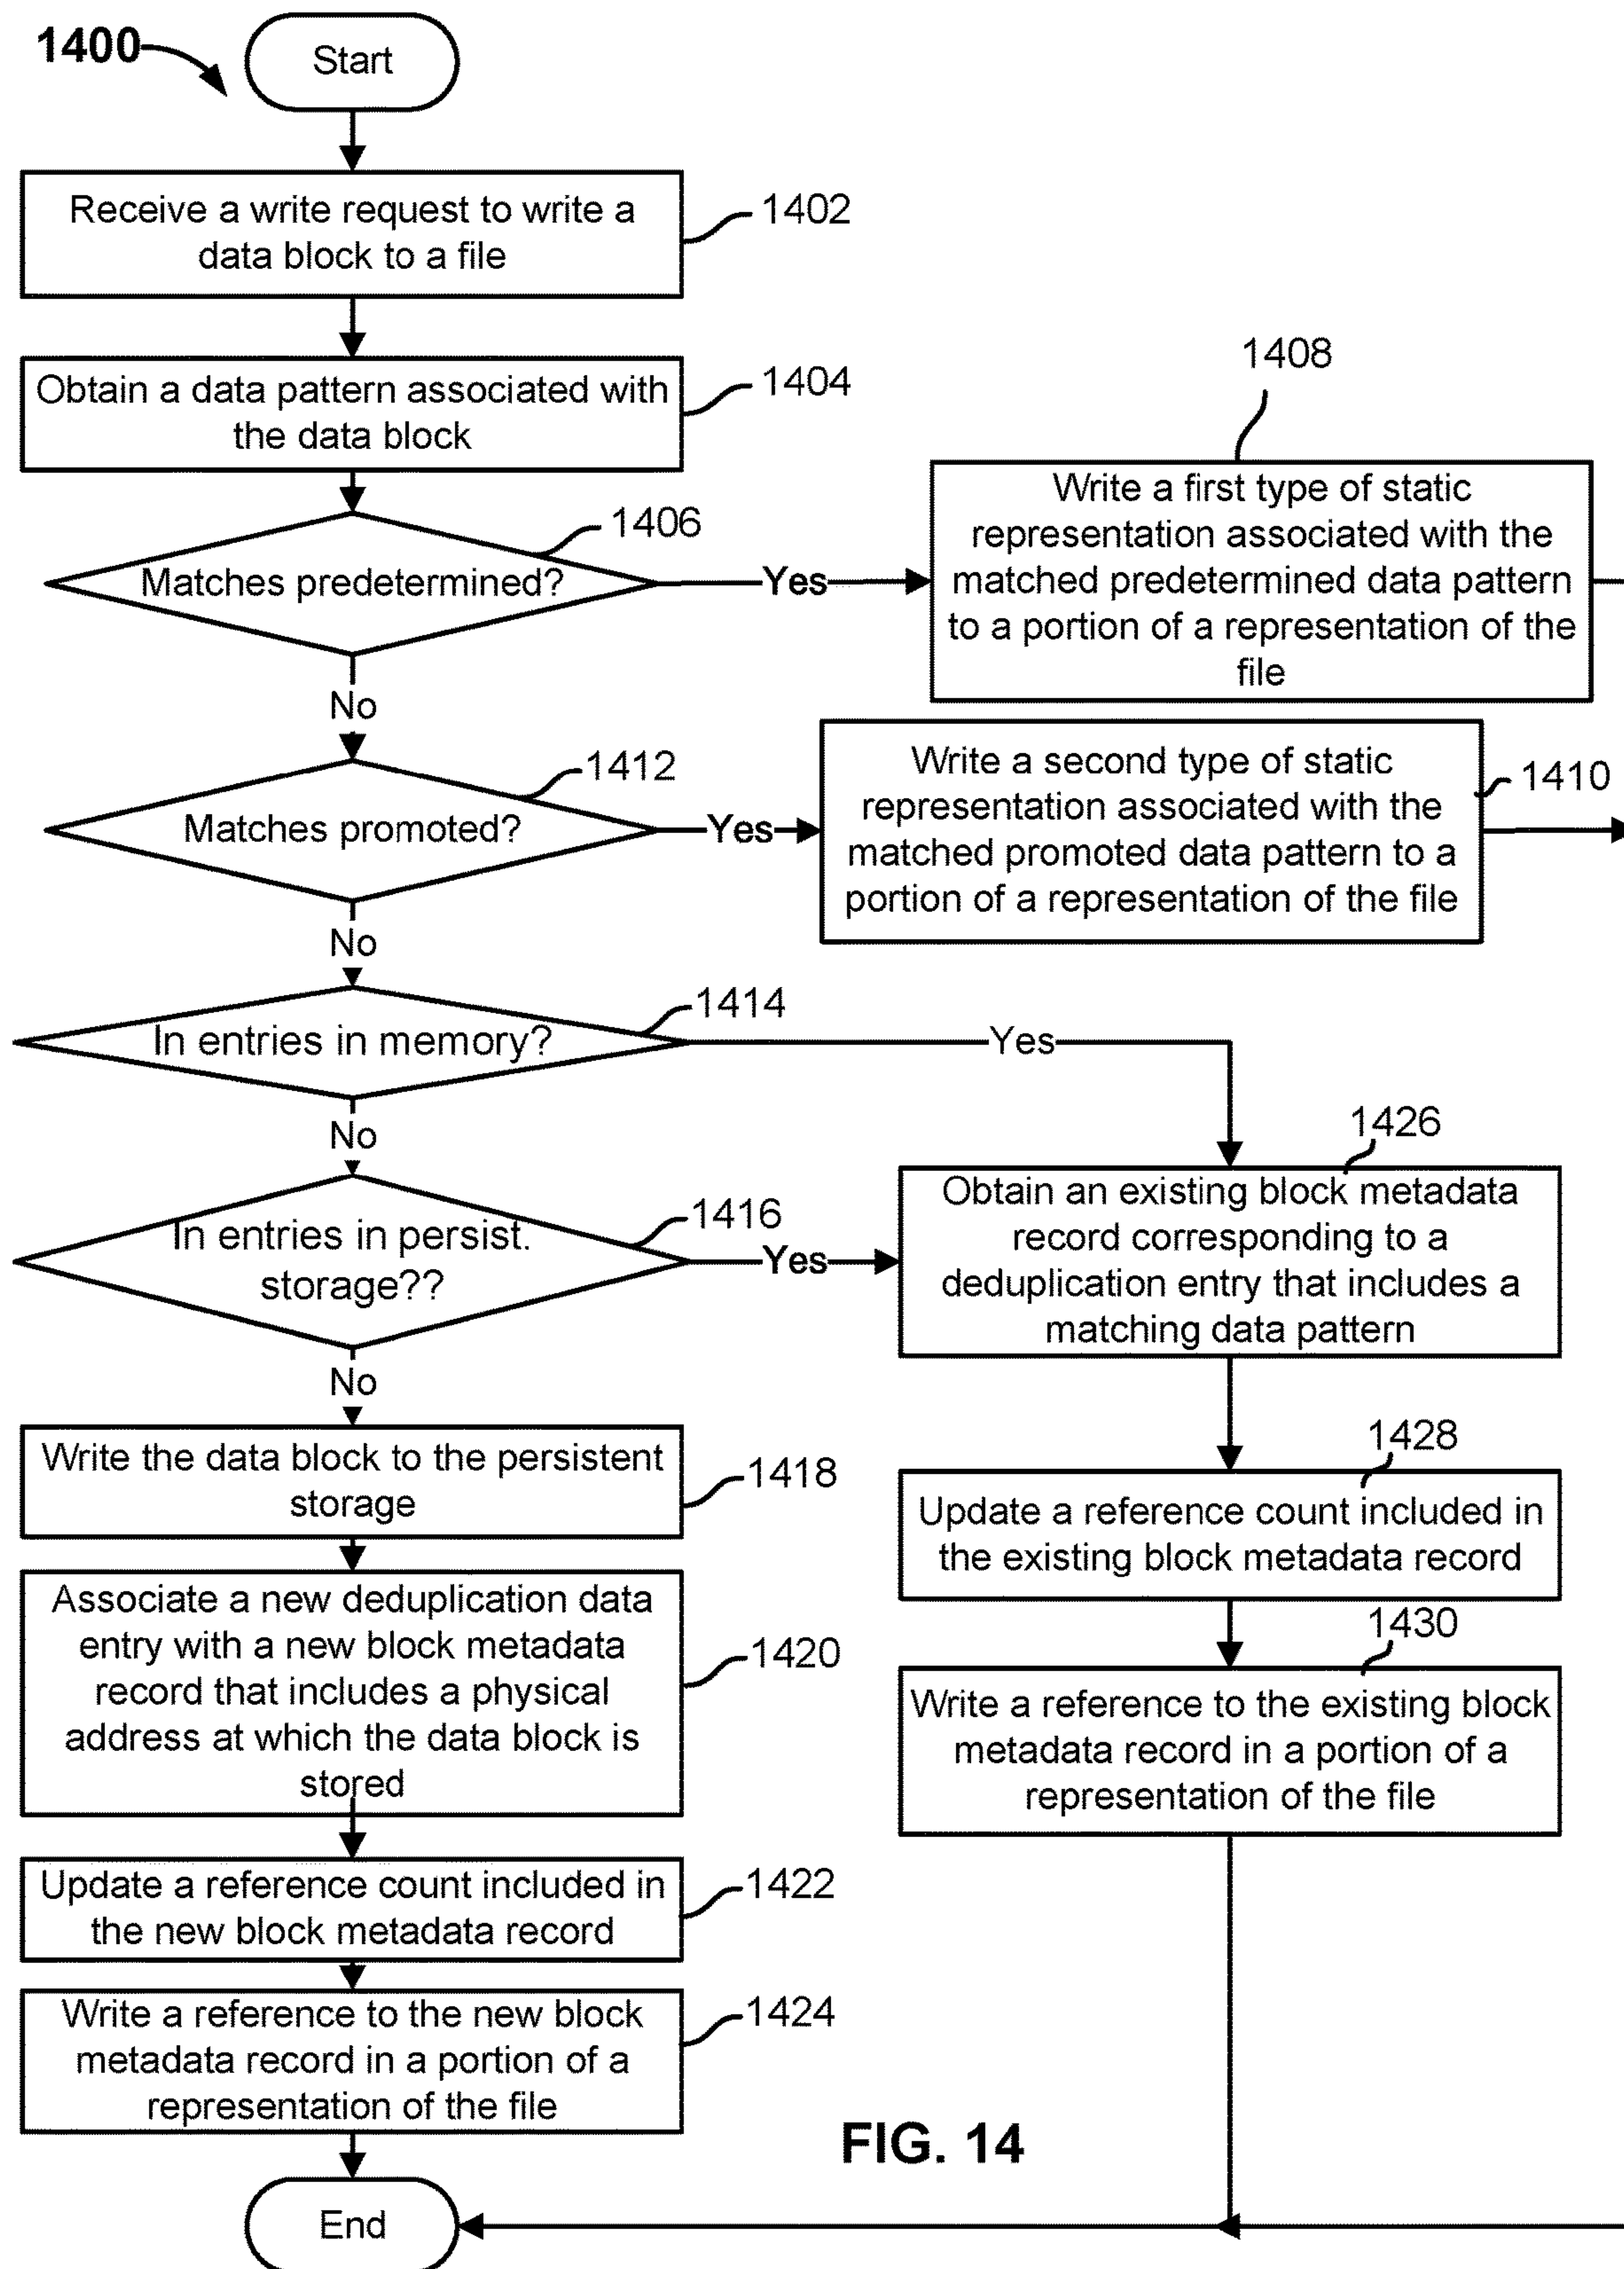 1400
Start
Receive a write request to write a
data block to a file
1402
Obtain a data pattern associated with
the data block
1404
1406
Matches predetermined?
Yes
1408
Write a first type of static
representation associated with the
matched predetermined data pattern
to a portion of a representation of the
file
No
1412
Matches promoted?
Yes
Write a second type of static
representation associated with the
matched promoted data pattern to a
portion of a representation of the file
1410
No
1414
In entries in memory?
Yes
No
1416
In entries in persist.
storage??
Yes
1426
Obtain an existing block metadata
record corresponding to a
deduplication entry that includes a
matching data pattern
No
Write the data block to the persistent
storage
1418
1428
Update a reference count included in
the existing block metadata record
Associate a new deduplication data
entry with a new block metadata
record that includes a physical
address at which the data block is
stored
1420
1430
Write a reference to the existing block
metadata record in a portion of a
representation of the file
Update a reference count included in
the new block metadata record
1422
Write a reference to the new block
metadata record in a portion of a
representation of the file
1424
FIG. 14
End